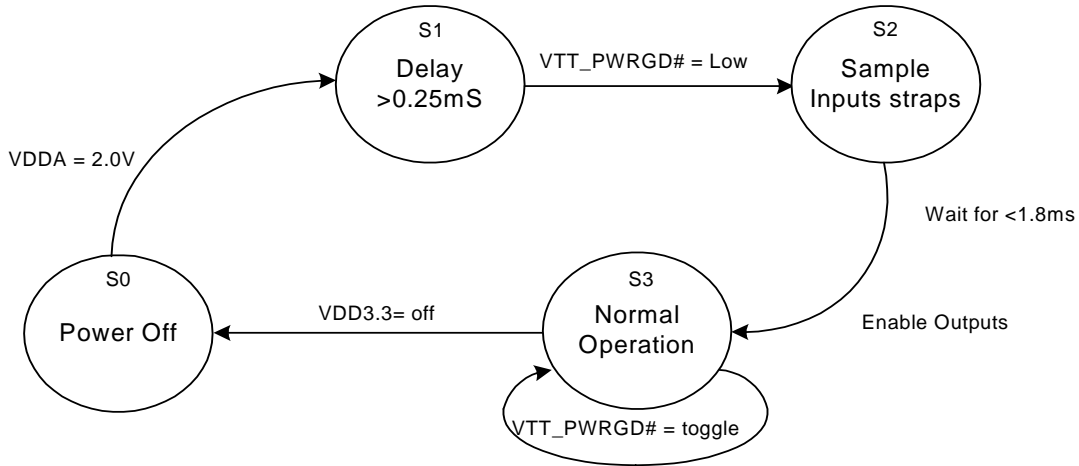 S1
Delay
>0.25mS
VTT_PWRGD# = Low
S2
Sample
Inputs straps
VDDA = 2.0V
Wait for <1.8ms
S0
Power Off
VDD3.3= off
S3
Normal
Operation
Enable Outputs
VTT_PWRGD# = toggle